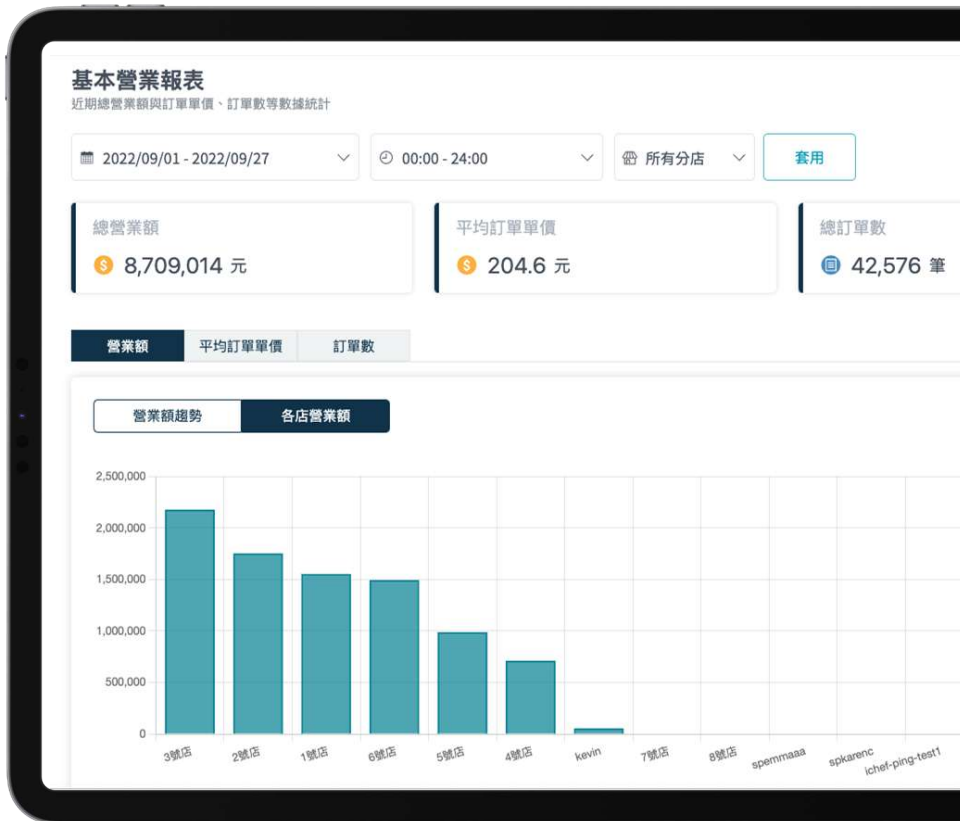 基本營業報表
近期總營業額與訂單單價、訂單數等數據統計
2022/09/01 - 2022/09/27
00:00 - 24:00
所有分店
套用
總營業額
平均訂單單價
總訂單數
8,709,014 元
204.6 元
42,576 筆
營業額
平均訂單單價
訂單數
營業額趨勢
各店營業額
2,500,000
2,000,000
1,500,000
1,000,000
500,000
0
3號店
2號店
1號店
6號店
5號店
4號店
kevin
7號店
8號店
spemmaaa
spkarenc
ichef-ping-test1